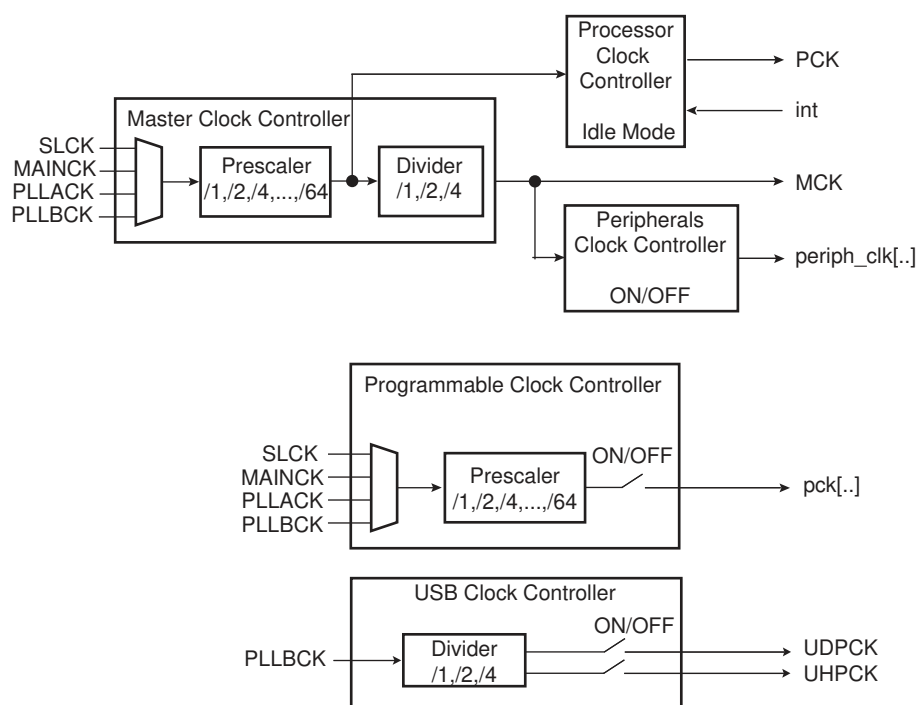 Processor
Clock
Controller
Idle Mode
PCK
int
Master Clock Controller
SLCK
MAINCK
PLLACK
PLLBCK
Prescaler
/1,/2,/4,...,/64
Divider
/1,/2,/4
MCK
Peripherals
Clock Controller
ON/OFF
periph_clk[..]
Programmable Clock Controller
SLCK
MAINCK
PLLACK
PLLBCK
Prescaler
/1,/2,/4,...,/64
ON/OFF
pck[..]
USB Clock Controller
ON/OFF
PLLBCK
Divider
/1,/2,/4
UDPCK
UHPCK